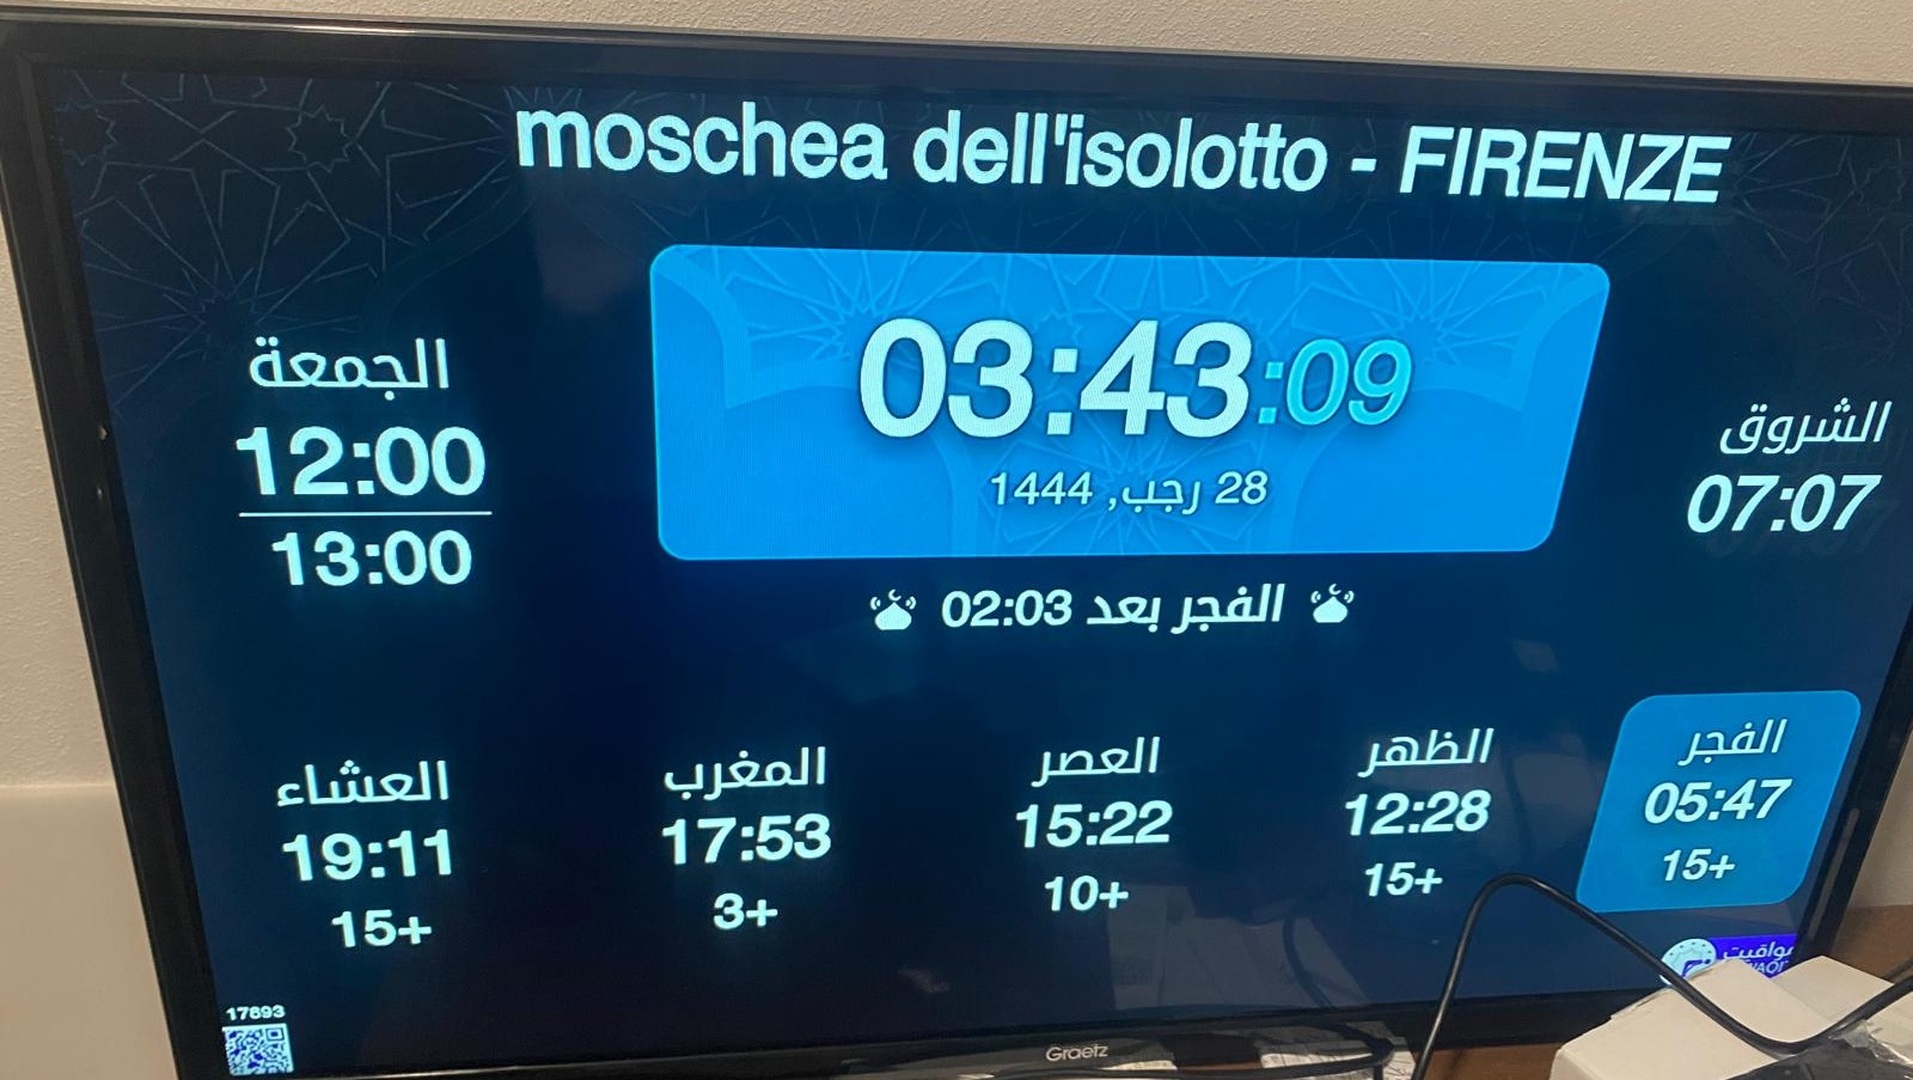 moschea dell'isolotto - FIRENZE
03:43:09
28 رجب, 1444
الشروق
07:07
الجمعة
12:00
13:00
الفجر بعد 02:03
الفجر
05:47
15+
الظهر
12:28
15+
العصر
15:22
10+
المغرب
17:53
3+
العشاء
19:11
15+
17693
Graetz